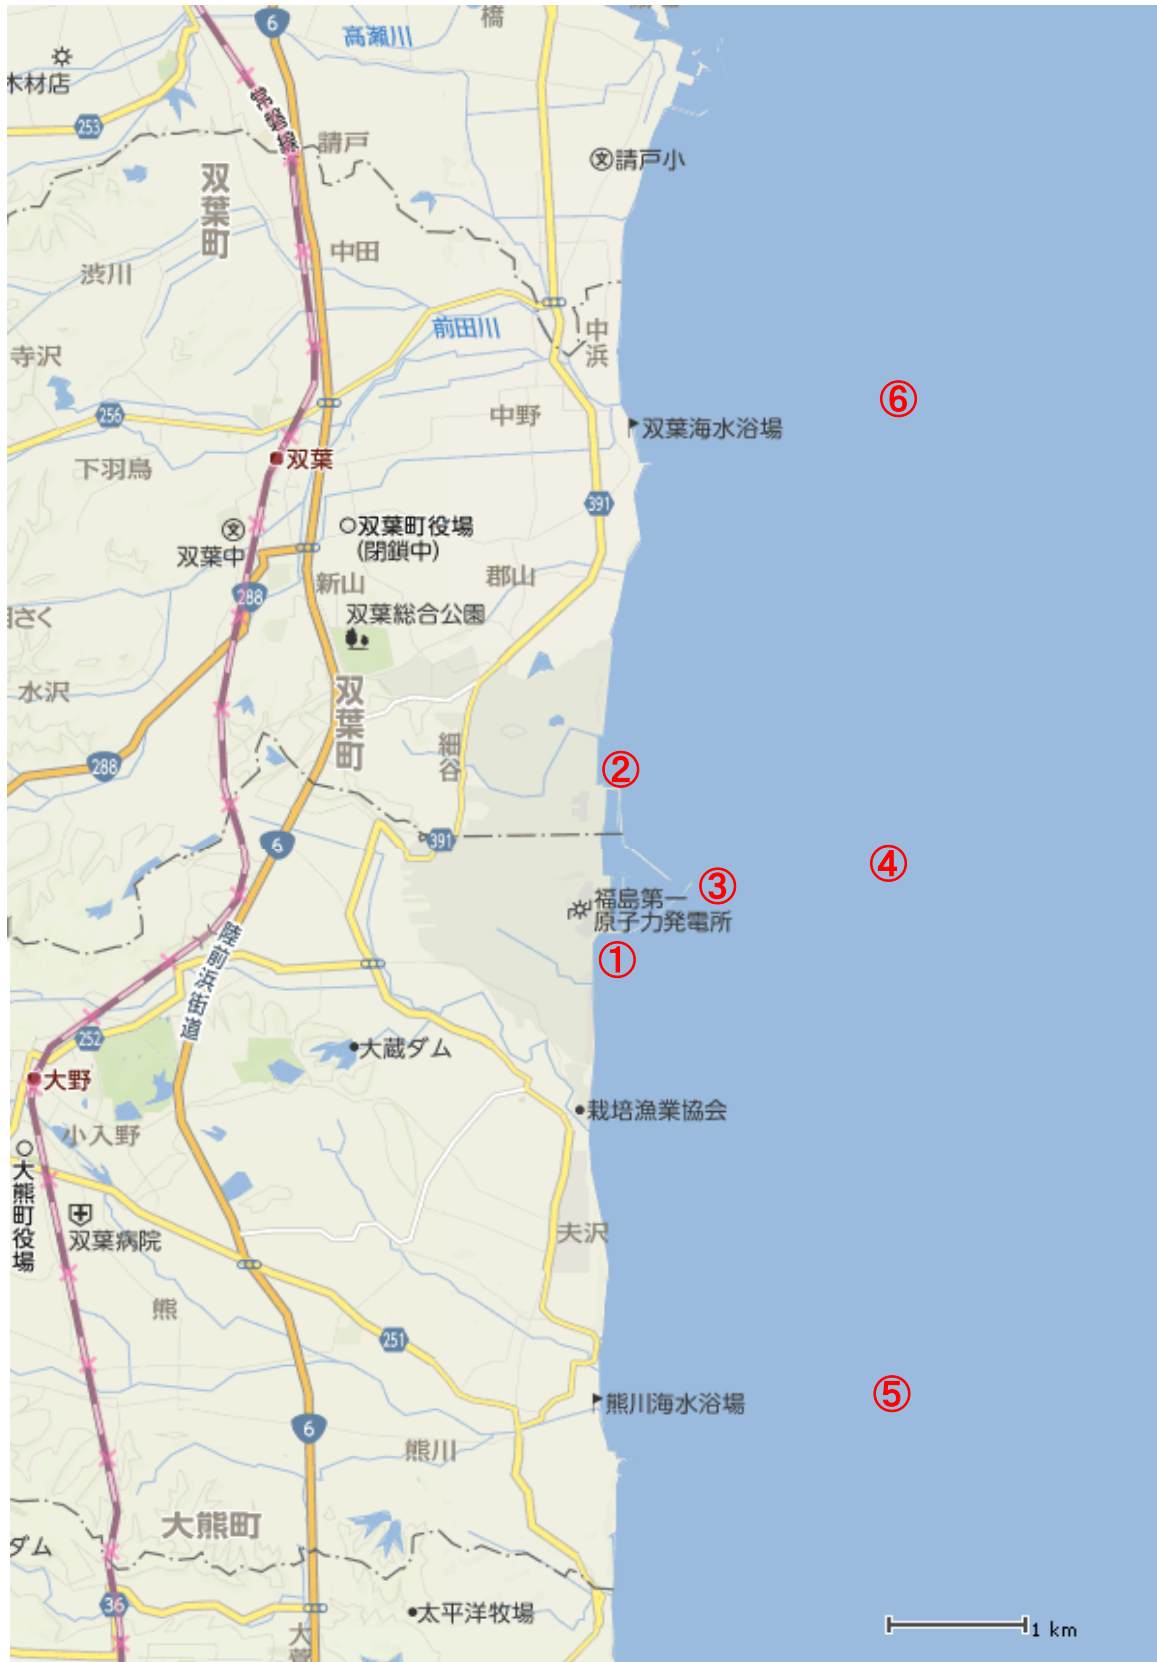 6
橋
高瀬川
木材店
常磐線
253
請戸
請戸小
双葉町
中田
渋川
前田川
中浜
寺沢
⑥
256
中野
双葉海水浴場
下羽鳥
双葉
391
双葉町役場
(閉鎖中)
双葉中
新山
郡山
288
双葉総合公園
水沢
双葉町
細谷
②
288
6
391
④
③
福島第一
原子力発電所
陸前浜街道
①
252
大蔵ダム
大野
栽培漁業協会
小入野
大熊町役場
双葉病院
夫沢
熊
251
⑤
熊川海水浴場
6
熊川
大熊町
ダム
36
太平洋牧場
1 km